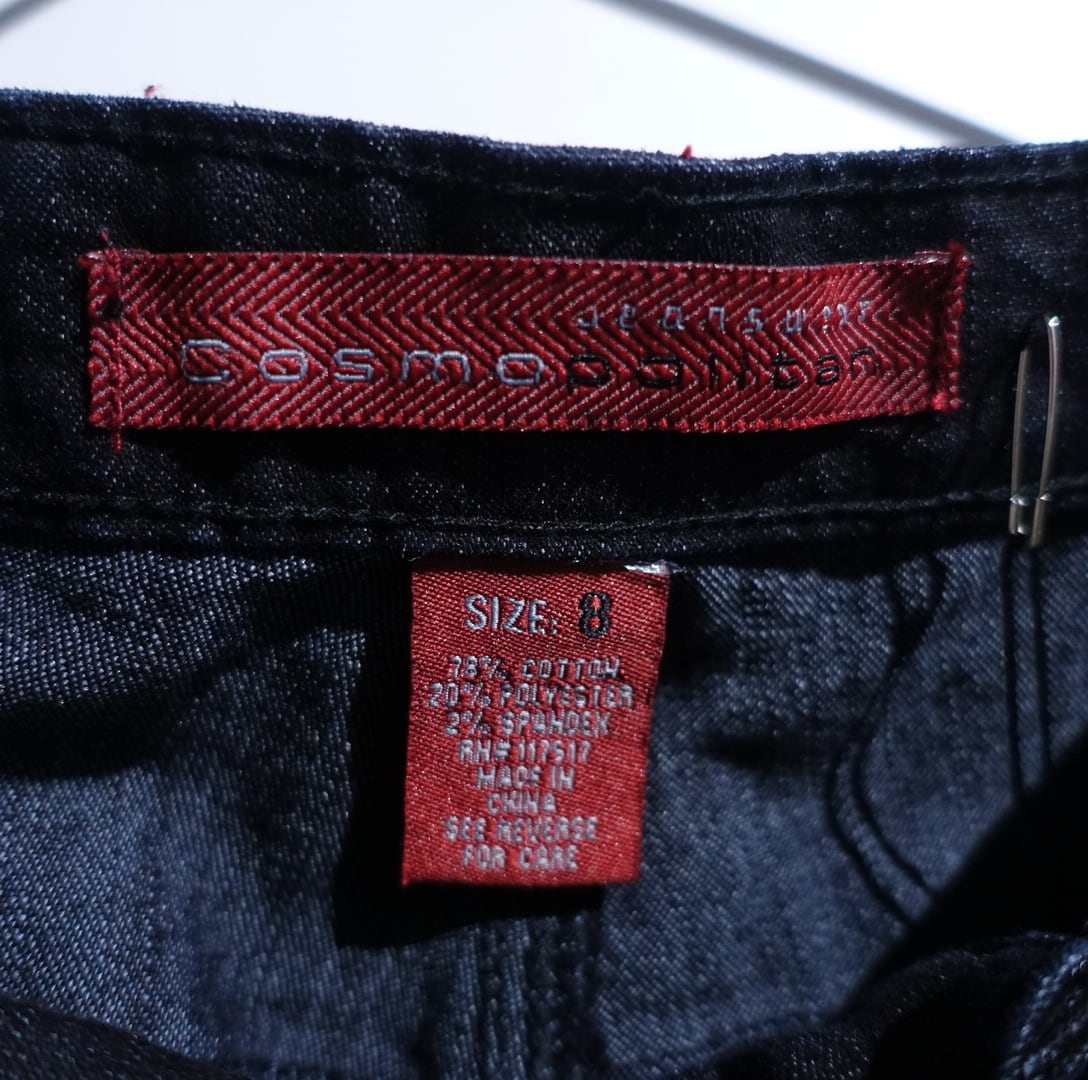 Jeanswear
Cosmopolitan
SIZE: 8
78% COTTON
20% POLYESTER
2% SPANDEX
RN# 117517
MADE IN
CHINA
SEE REVERSE
FOR CARE